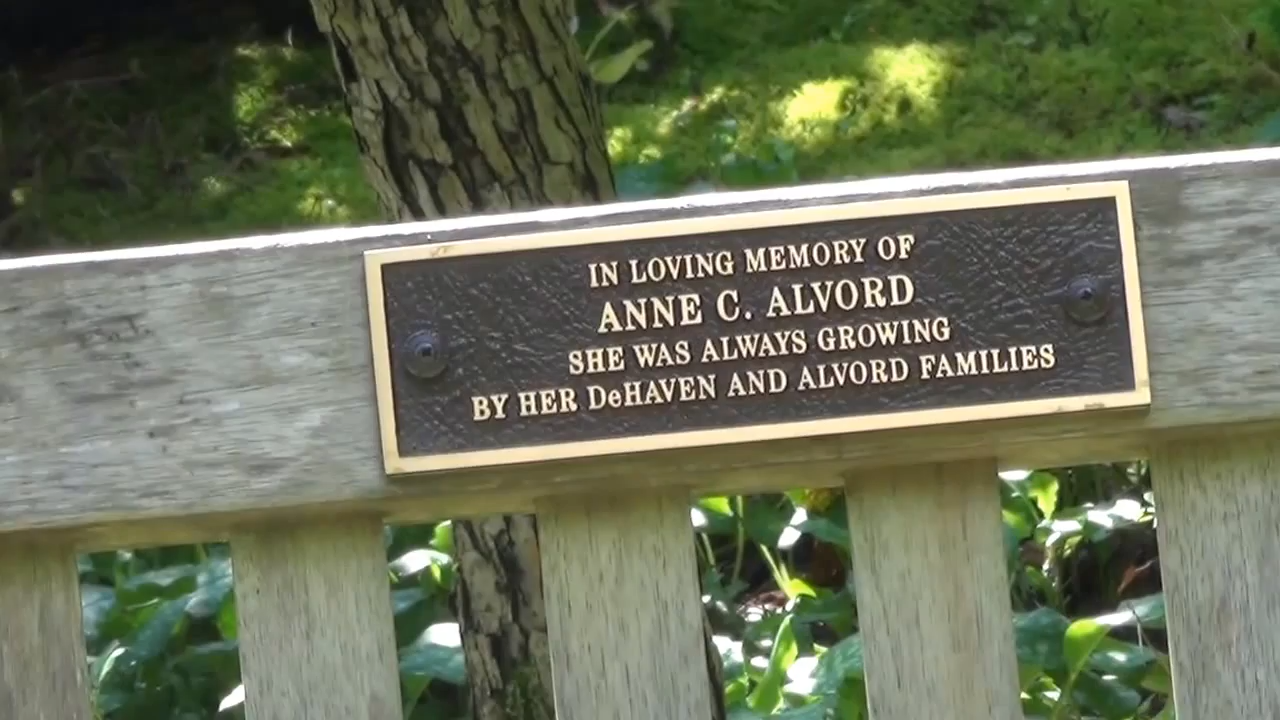 IN LOVING MEMORY OF
ANNE C. ALVORD
SHE WAS ALWAYS GROWING
BY HER DeHAVEN AND ALVORD FAMILIES